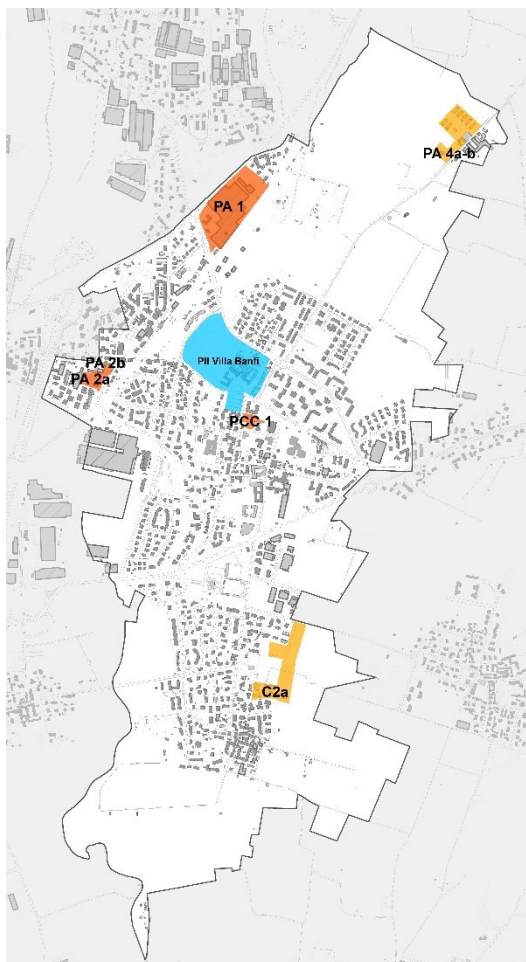 PA 4a-b
PA 1
PII Villa Banfi
PA 2b
PA 2a
PCC 1
C2a